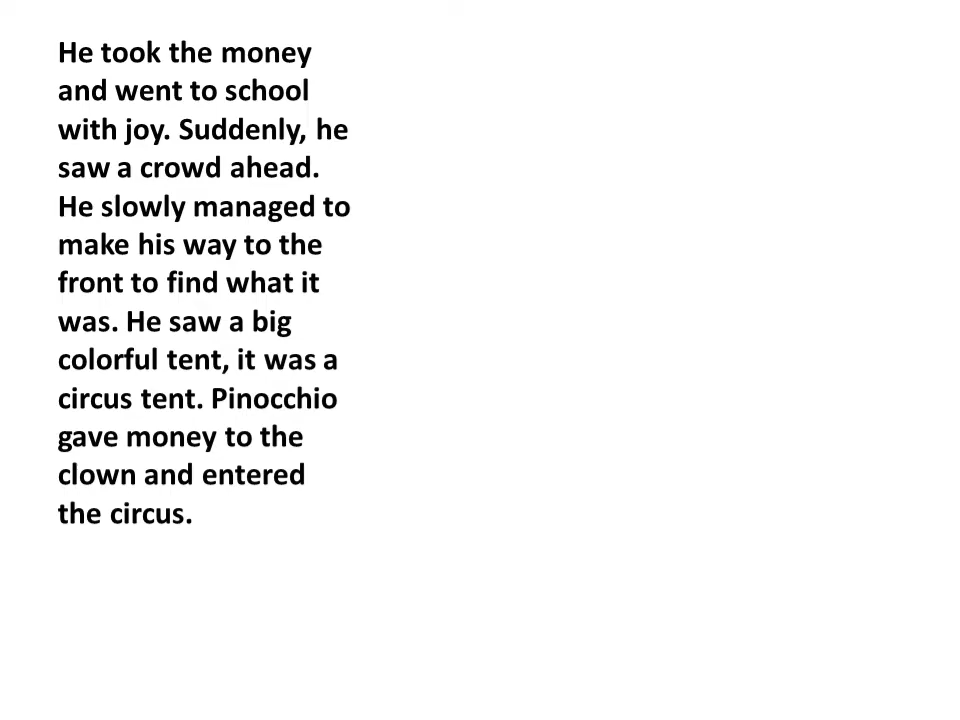 He took the money
and went to school
with joy. Suddenly, he
saw a crowd ahead.
He slowly managed to
make his way to the
front to find what it
was. He saw a big
colorful tent, it was a
circus tent. Pinocchio
gave money to the
clown and entered
the circus.